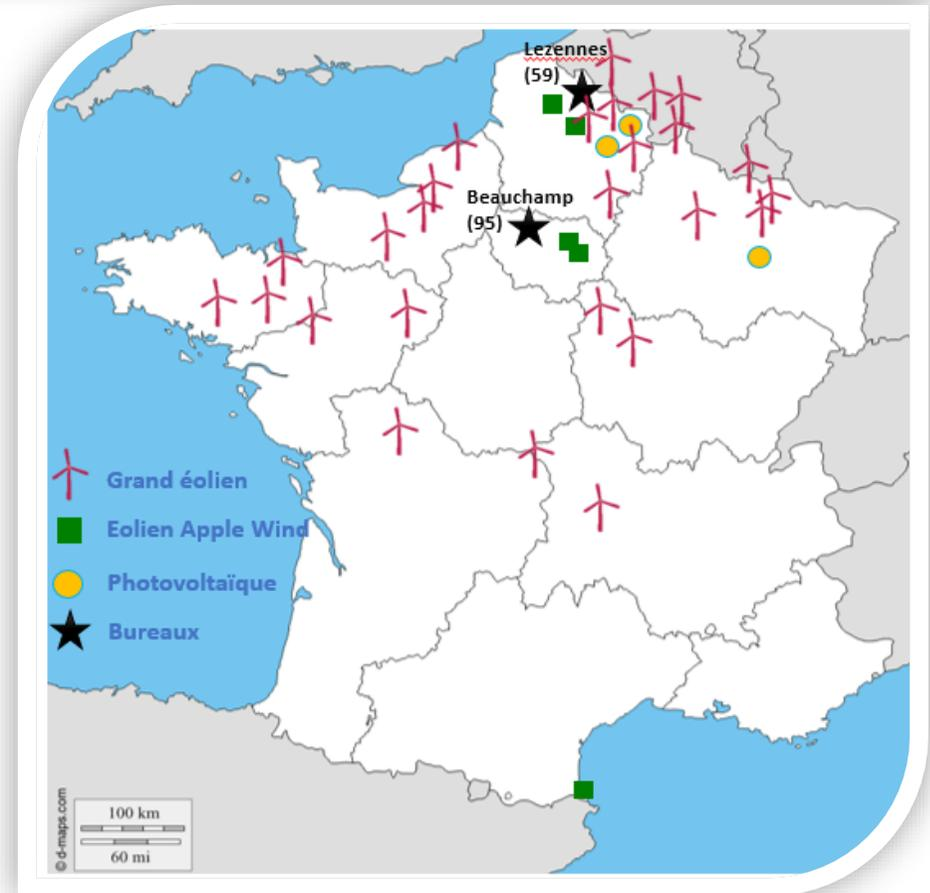 Lezennes
(59)
Beauchamp
(95)
Grand éolien
Eolien Apple Wind
Photovoltaïque
Bureaux
100 km
60 mi
© d-maps.com